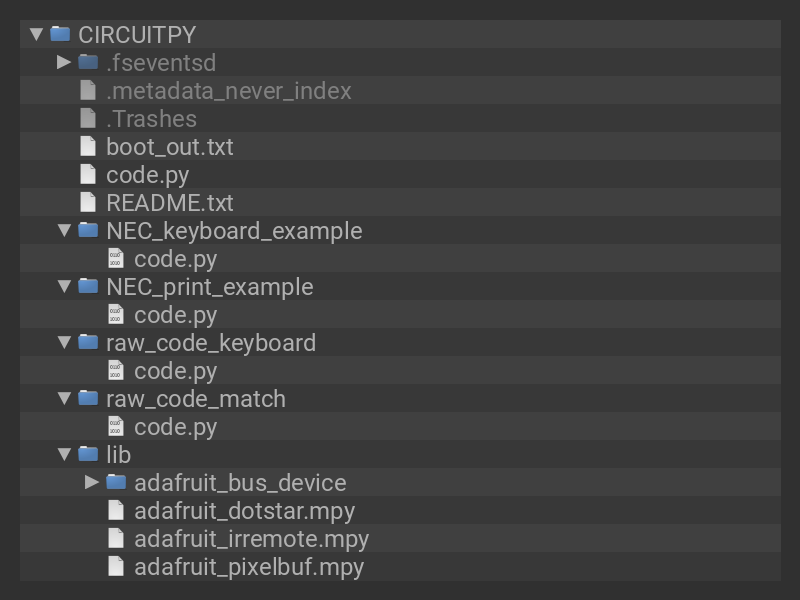 CIRCUITPY
.fseventsd
.metadata_never_index
.Trashes
boot_out.txt
code.py
README.txt
NEC_keyboard_example
code.py
NEC_print_example
code.py
raw_code_keyboard
code.py
raw_code_match
code.py
lib
adafruit_bus_device
adafruit_dotstar.mpy
adafruit_irremote.mpy
adafruit_pixelbuf.mpy